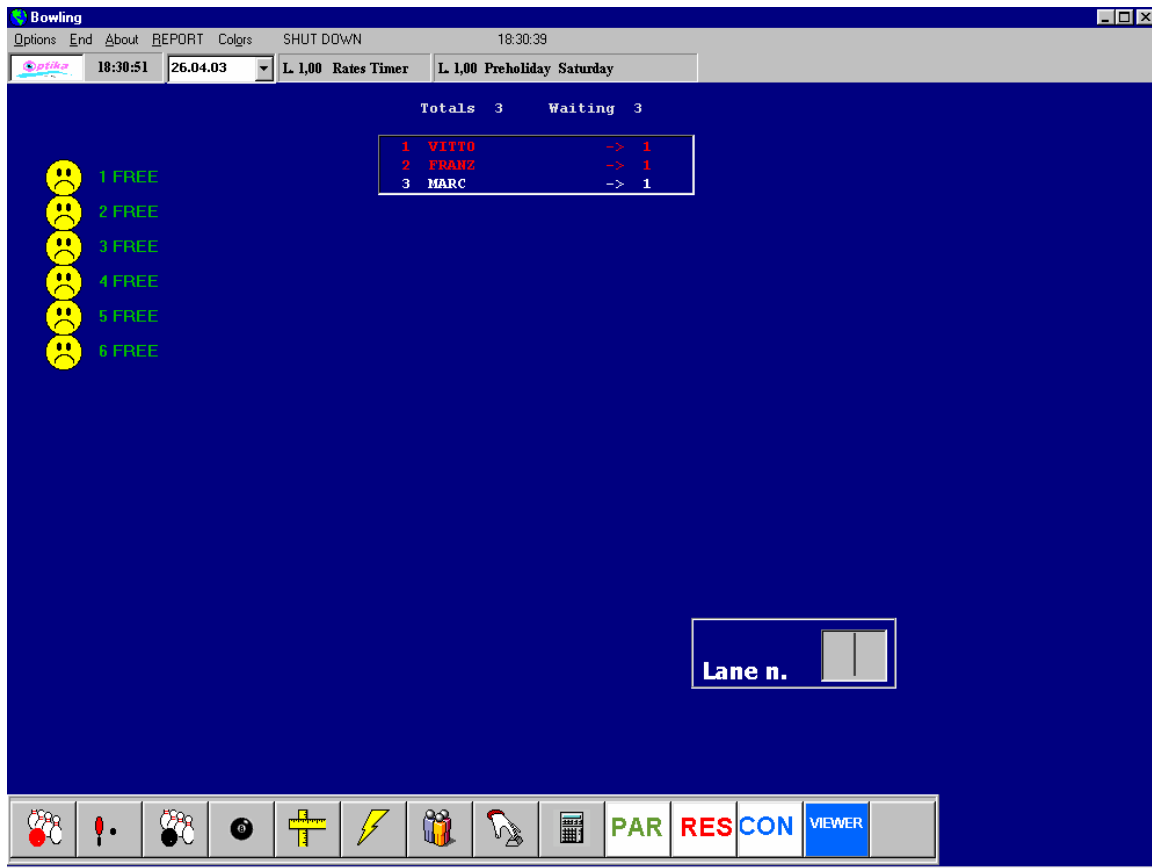 Bowling
Options End About REPORT Colors SHUT DOWN 18:30:39
Optika 18:30:51 26.04.03 L. 1,00 Rates Timer L. 1,00 Preholiday Saturday
Totals 3 Waiting 3
1 VITTO -> 1
2 FRANZ -> 1
3 MARC -> 1
1 FREE
2 FREE
3 FREE
4 FREE
5 FREE
6 FREE
Lane n.
8
PAR RES CON VIEWER